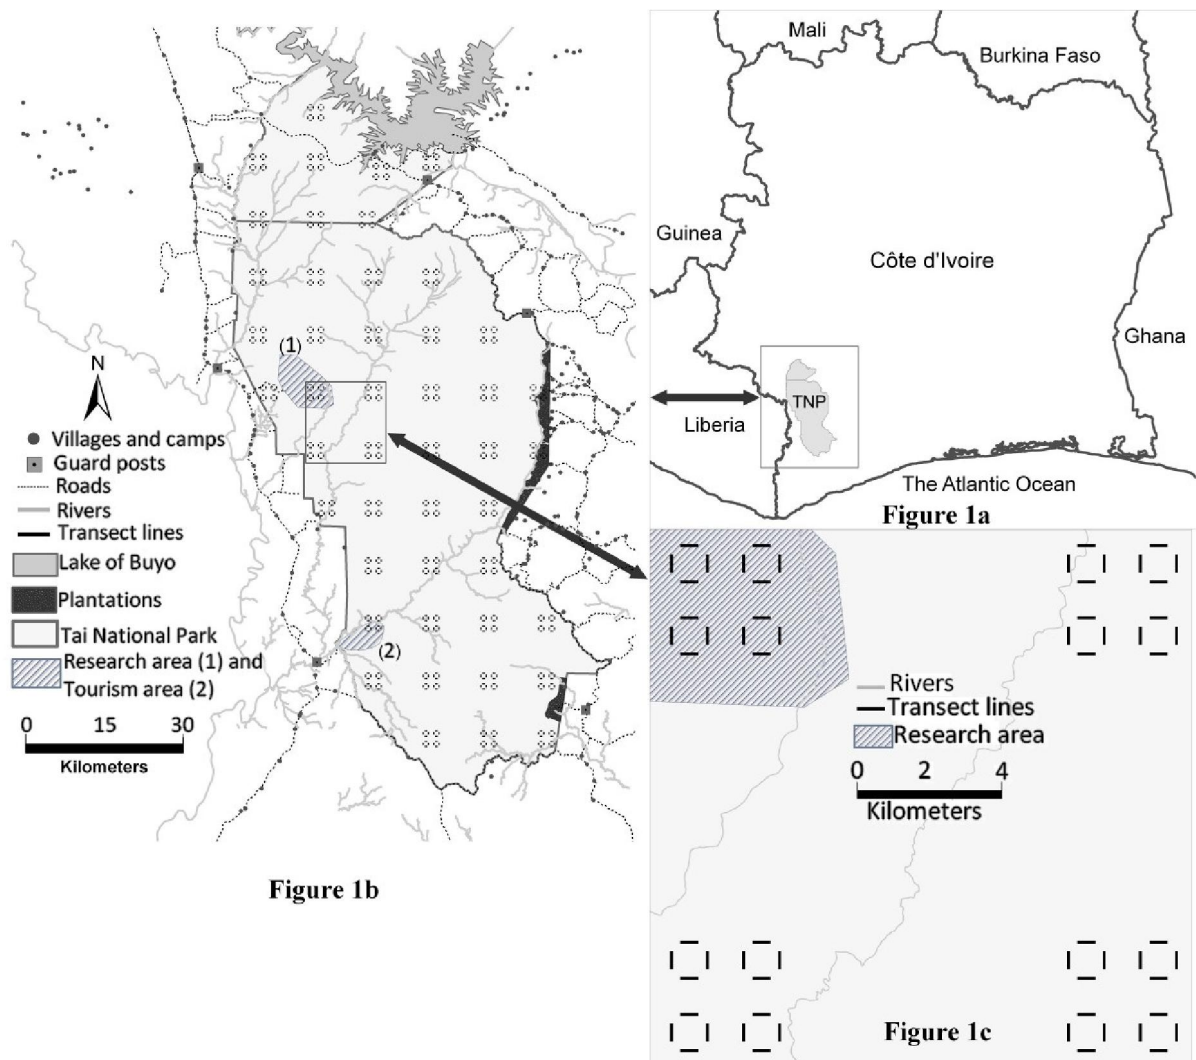 (1)
(2)
N
Villages and camps
Guard posts
Roads
Rivers
Transect lines
Lake of Buyo
Plantations
Tai National Park
Research area (1) and
Tourism area (2)
0 15 30
Kilometers
Figure 1b
Mali
Burkina Faso
Guinea
Côte d'Ivoire
Ghana
TNP
Liberia
The Atlantic Ocean
Figure 1a
Rivers
Transect lines
Research area
0 2 4
Kilometers
Figure 1c